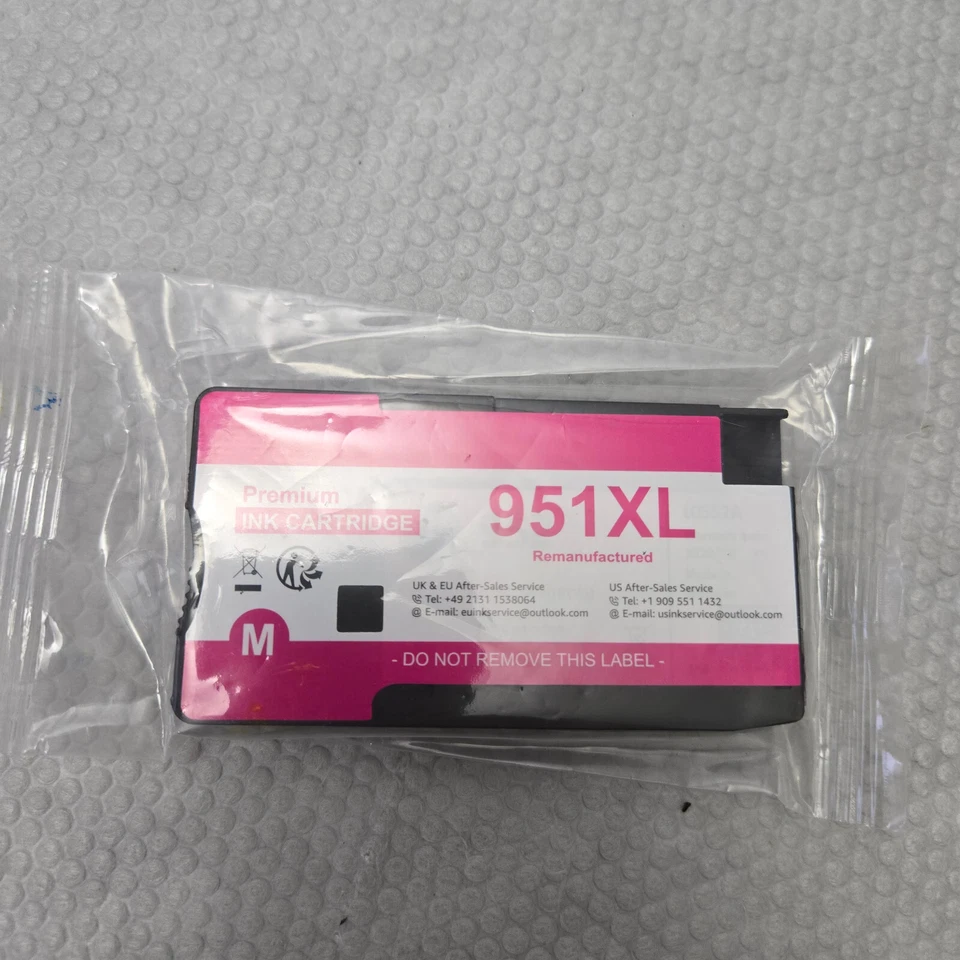 Premium
INK CARTRIDGE
951XL
Remanufactured
UK & EU After-Sales Service
Tel: +49 2131 1538064
@ E-mail: euinkservice@outlook.com
US After-Sales Service
Tel: +1 909 551 1432
@ E-mail: usinkservice@outlook.com
M
- DO NOT REMOVE THIS LABEL -